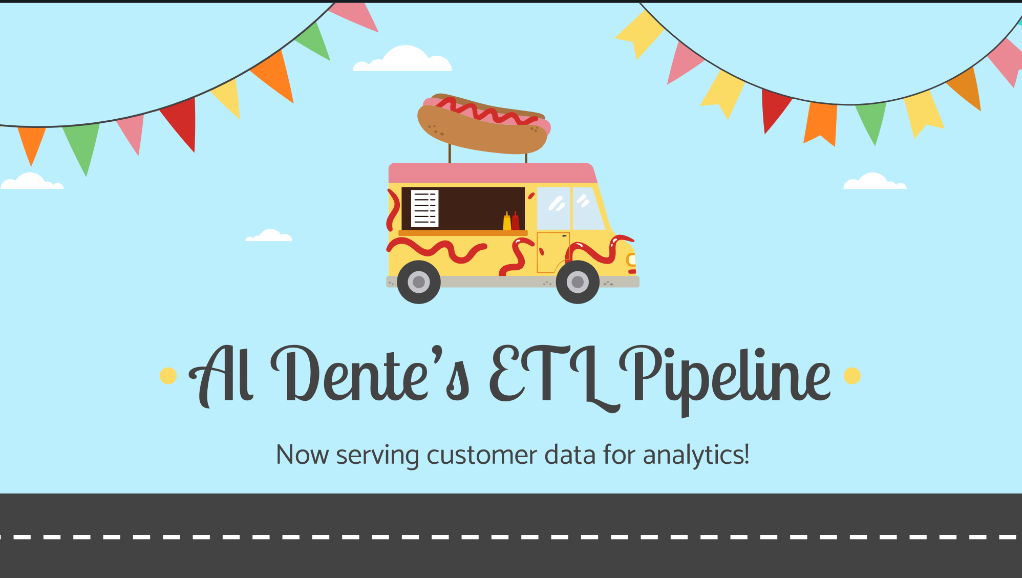 Al Dente's ETL Pipeline
Now serving customer data for analytics!